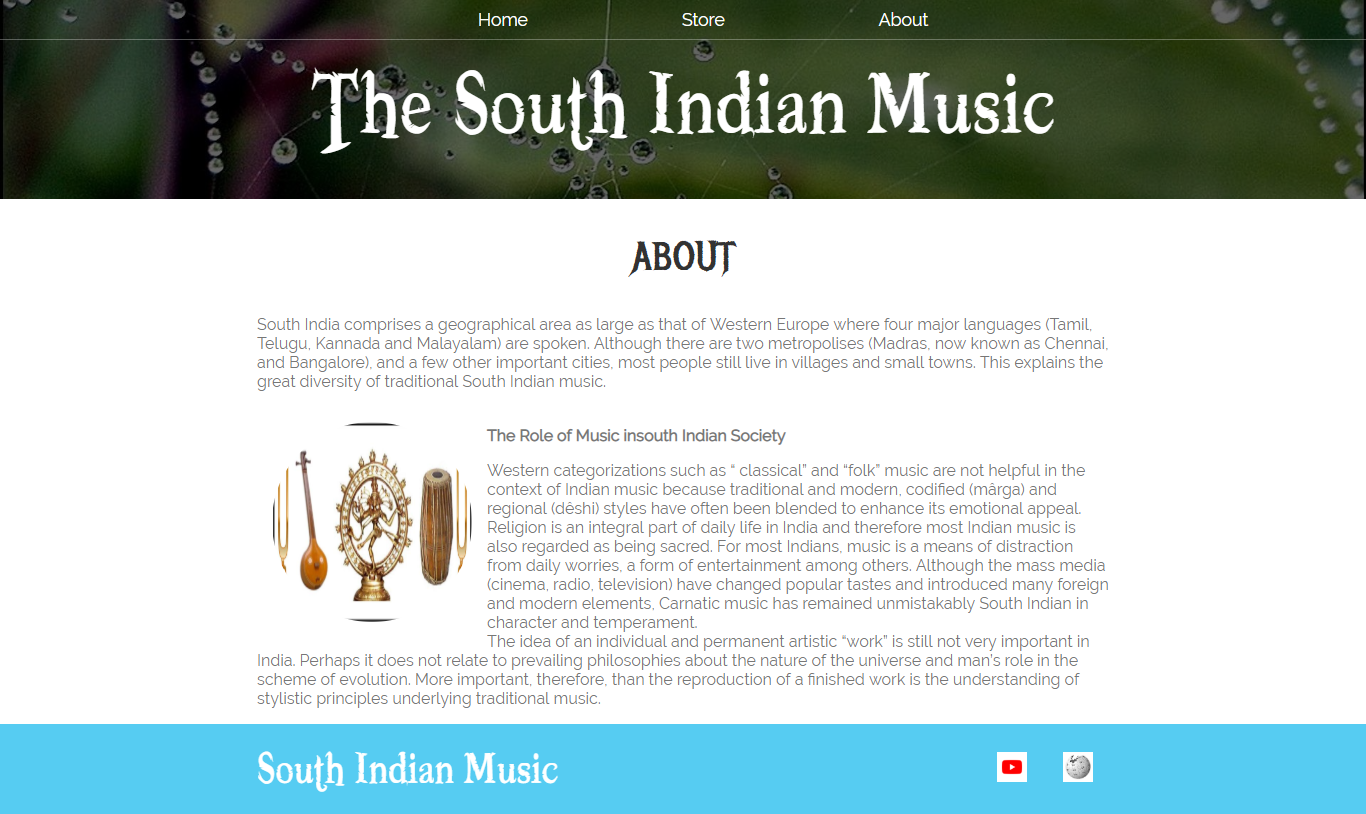 Home Store About
The South Indian Music
ABOUT
South India comprises a geographical area as large as that of Western Europe where four major languages (Tamil,
Telugu, Kannada and Malayalam) are spoken. Although there are two metropolises (Madras, now known as Chennai,
and Bangalore), and a few other important cities, most people still live in villages and small towns. This explains the
great diversity of traditional South Indian music.
The Role of Music insouth Indian Society
Western categorizations such as “ classical” and “folk” music are not helpful in the
context of Indian music because traditional and modern, codified (mârga) and
regional (dêshi) styles have often been blended to enhance its emotional appeal.
Religion is an integral part of daily life in India and therefore most Indian music is
also regarded as being sacred. For most Indians, music is a means of distraction
from daily worries, a form of entertainment among others. Although the mass media
(cinema, radio, television) have changed popular tastes and introduced many foreign
and modern elements, Carnatic music has remained unmistakably South Indian in
character and temperament.
The idea of an individual and permanent artistic “work” is still not very important in
India. Perhaps it does not relate to prevailing philosophies about the nature of the universe and man’s role in the
scheme of evolution. More important, therefore, than the reproduction of a finished work is the understanding of
stylistic principles underlying traditional music.
South Indian Music